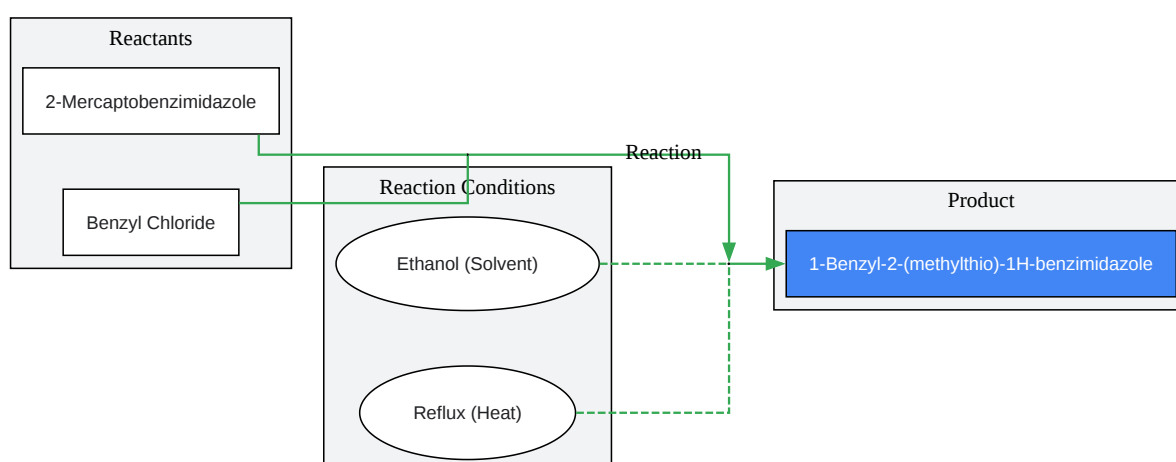 Reactants
2-Mercaptobenzimidazole
Benzyl Chloride
Reaction
Reaction Conditions
Ethanol (Solvent)
Reflux (Heat)
Product
1-Benzyl-2-(methylthio)-1H-benzimidazole